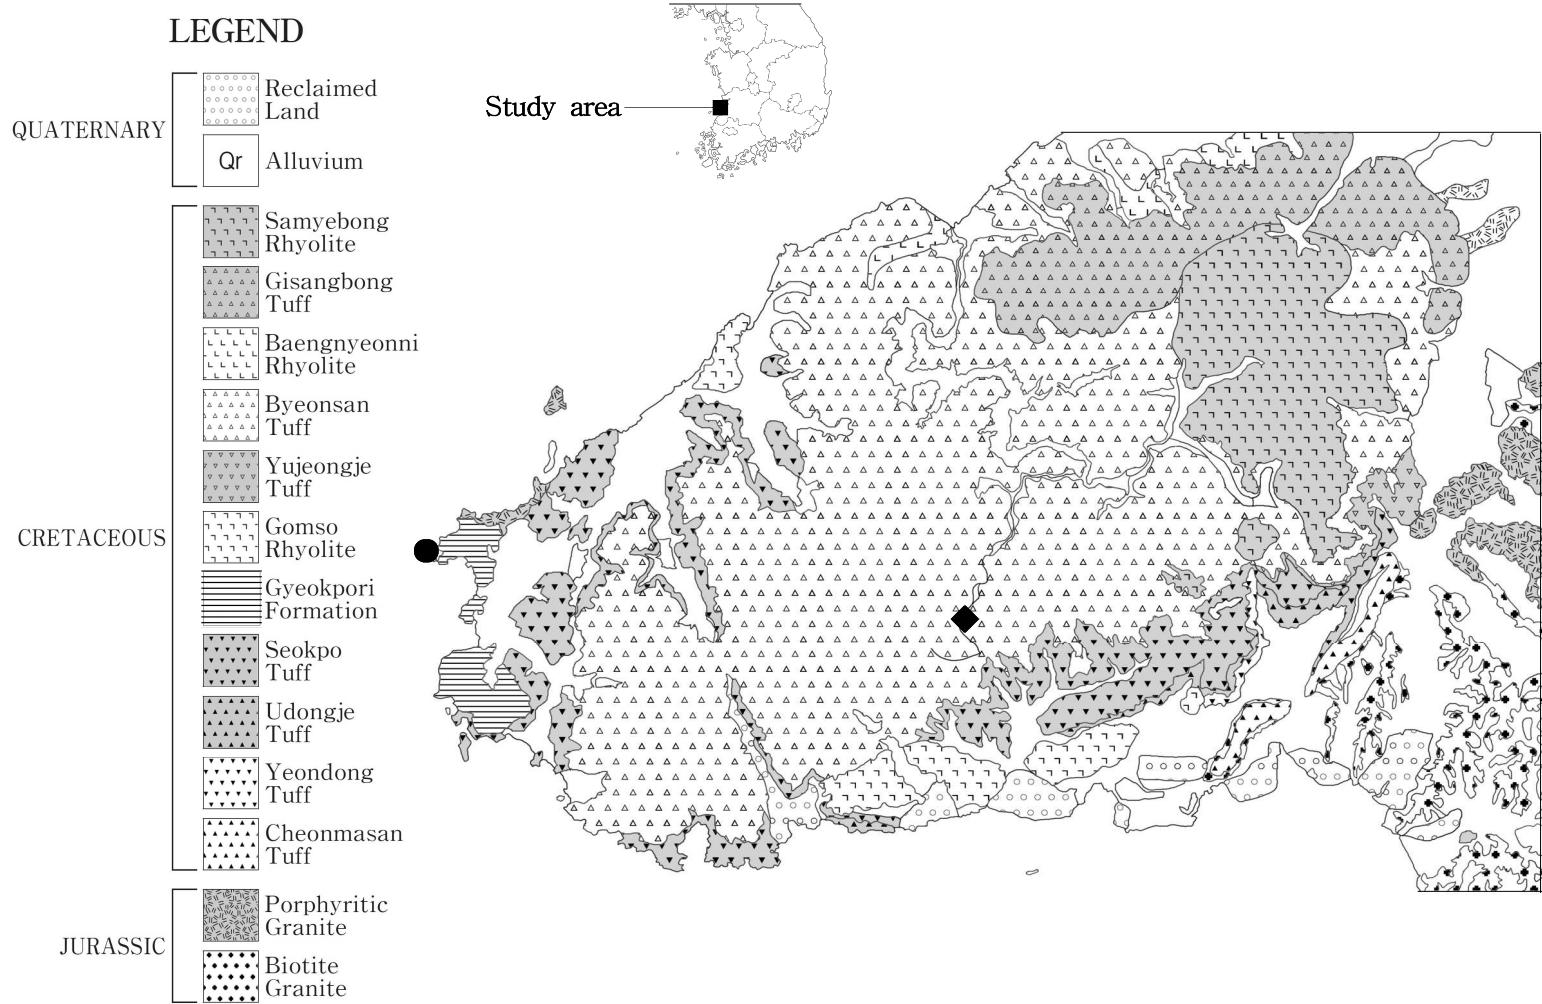 LEGEND
Study area
QUATERNARY
Reclaimed
Land
Qr
Alluvium
CRETACEOUS
Samyebong
Rhyolite
Gisangbong
Tuff
Baengnyeonni
Rhyolite
Byeonsan
Tuff
Yujeongje
Tuff
Gomso
Rhyolite
Gyeokpori
Formation
Seokpo
Tuff
Udongje
Tuff
Yeondong
Tuff
Cheonmasan
Tuff
JURASSIC
Porphyritic
Granite
Biotite
Granite